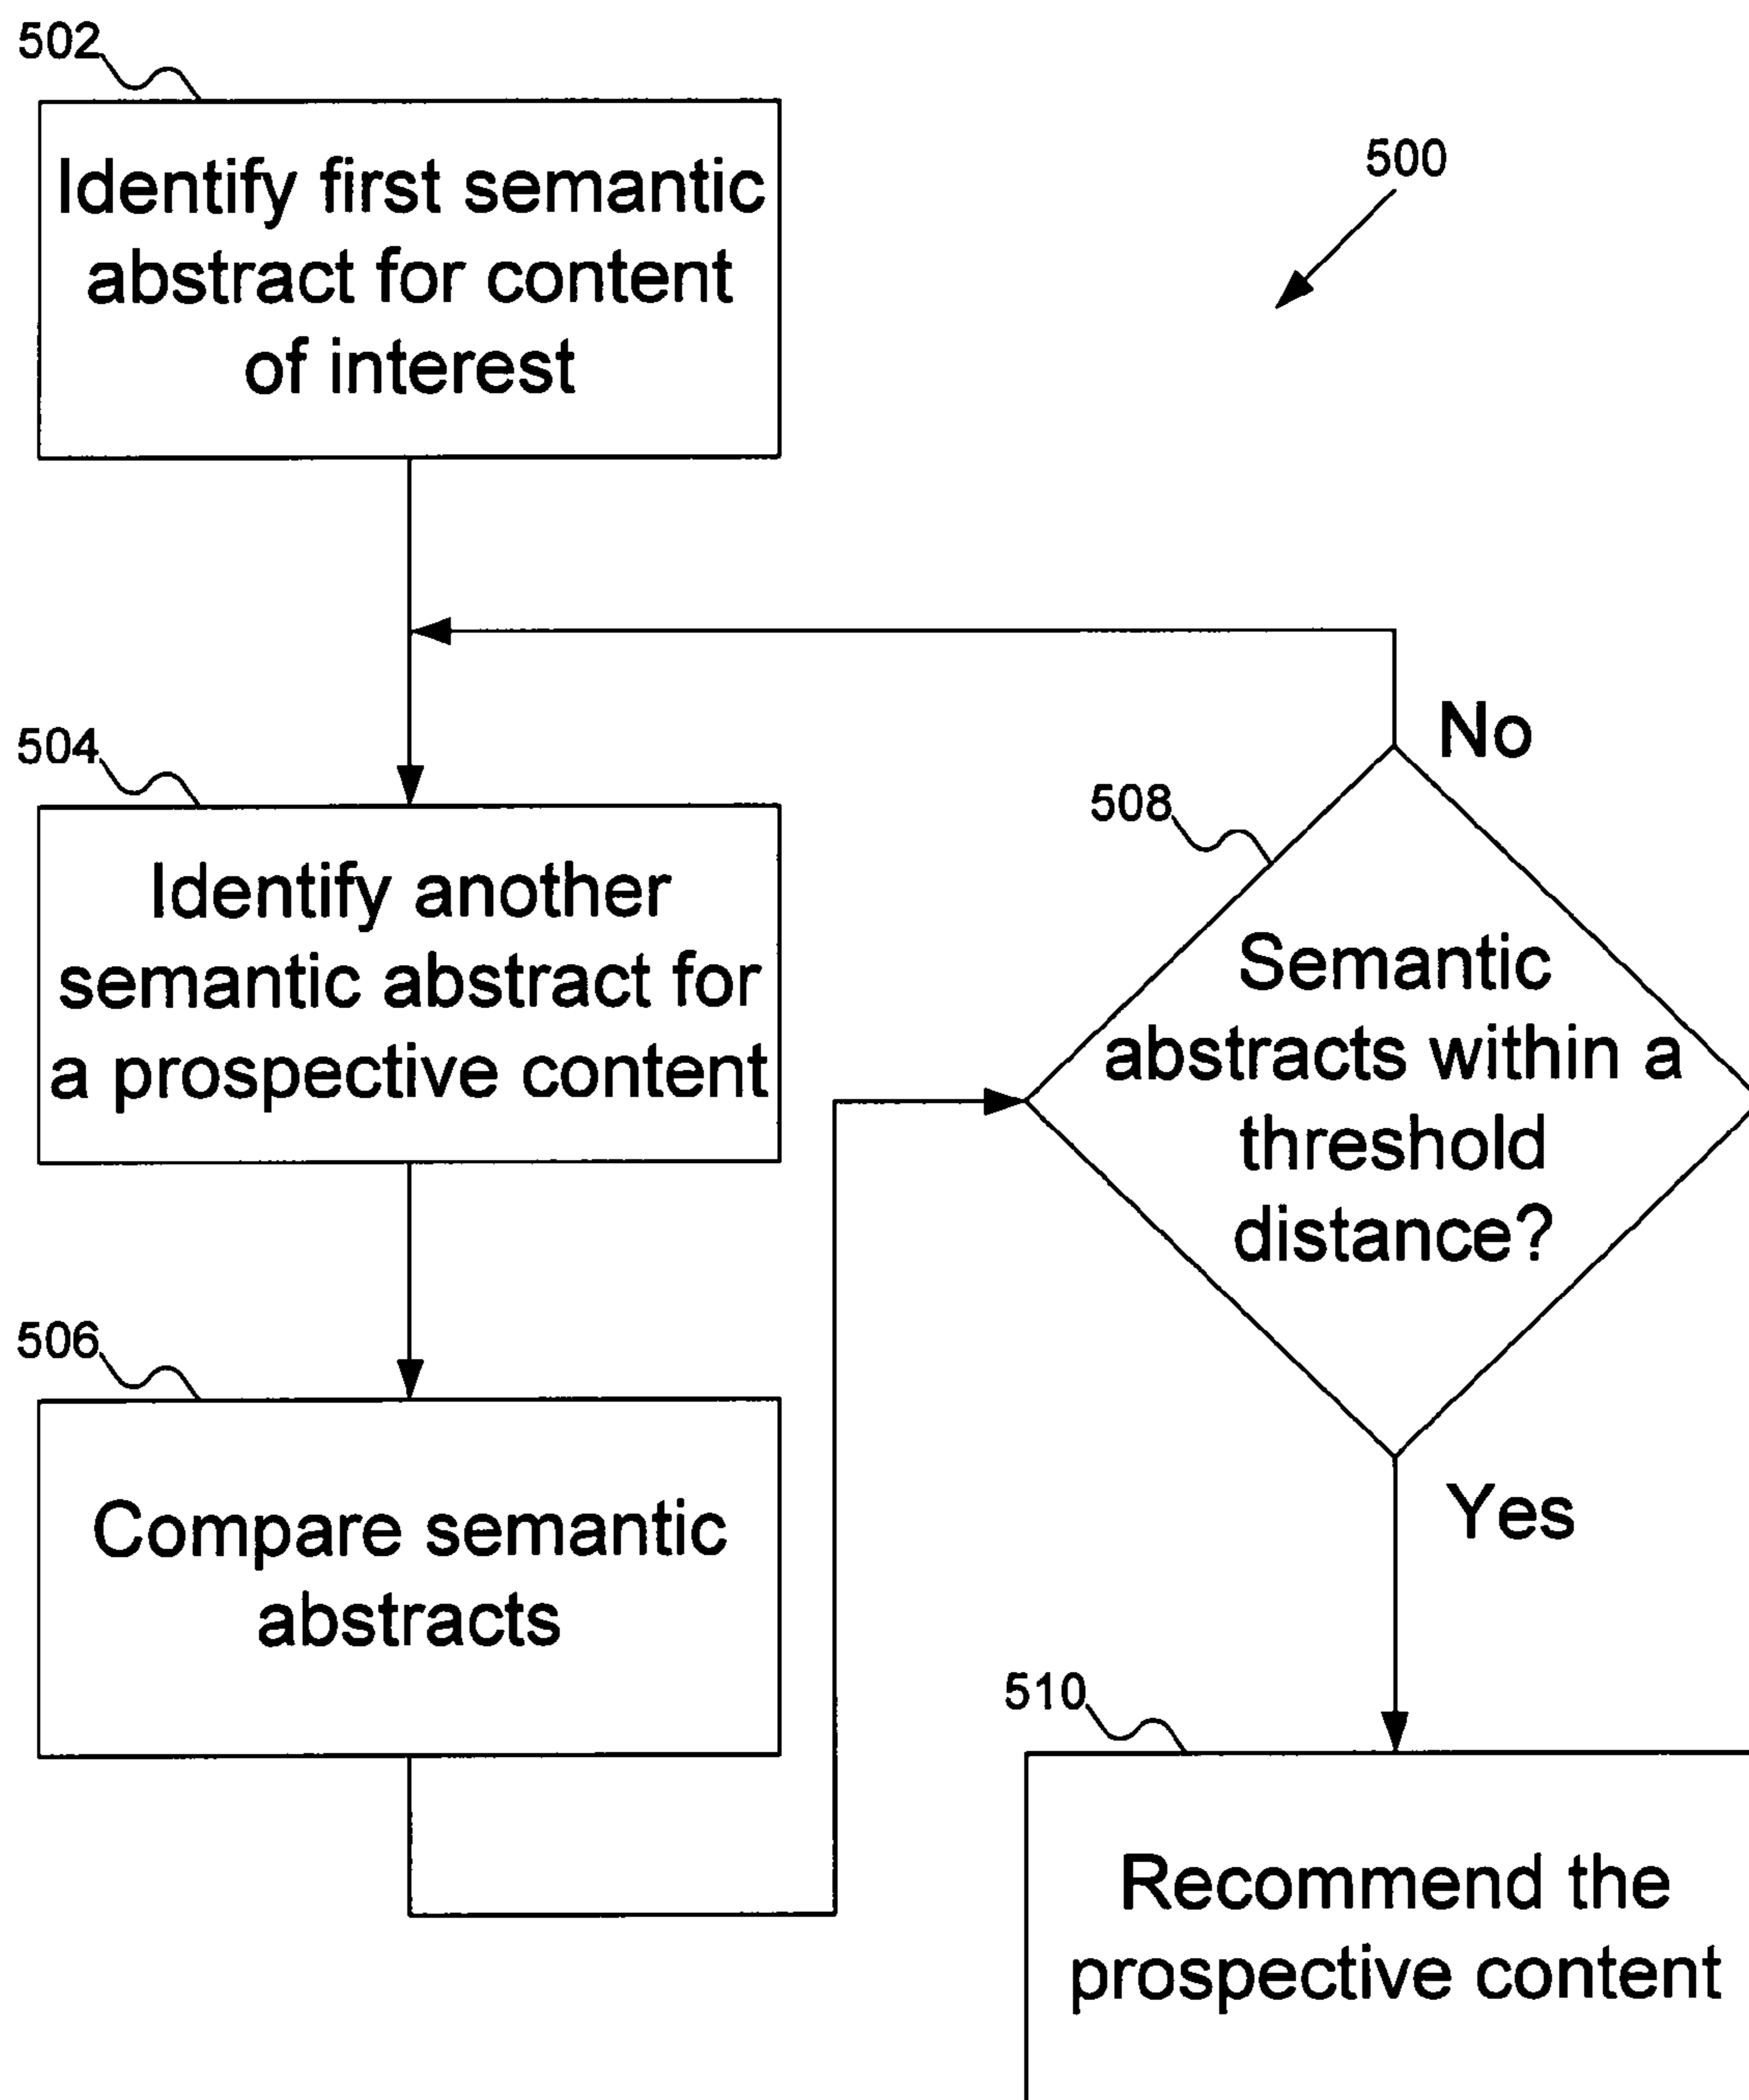 502
Identify first semantic
abstract for content
of interest
500
504
Identify another
semantic abstract for
a prospective content
506
Compare semantic
abstracts
No
508
Semantic
abstracts within a
threshold
distance?
Yes
510
Recommend the
prospective content